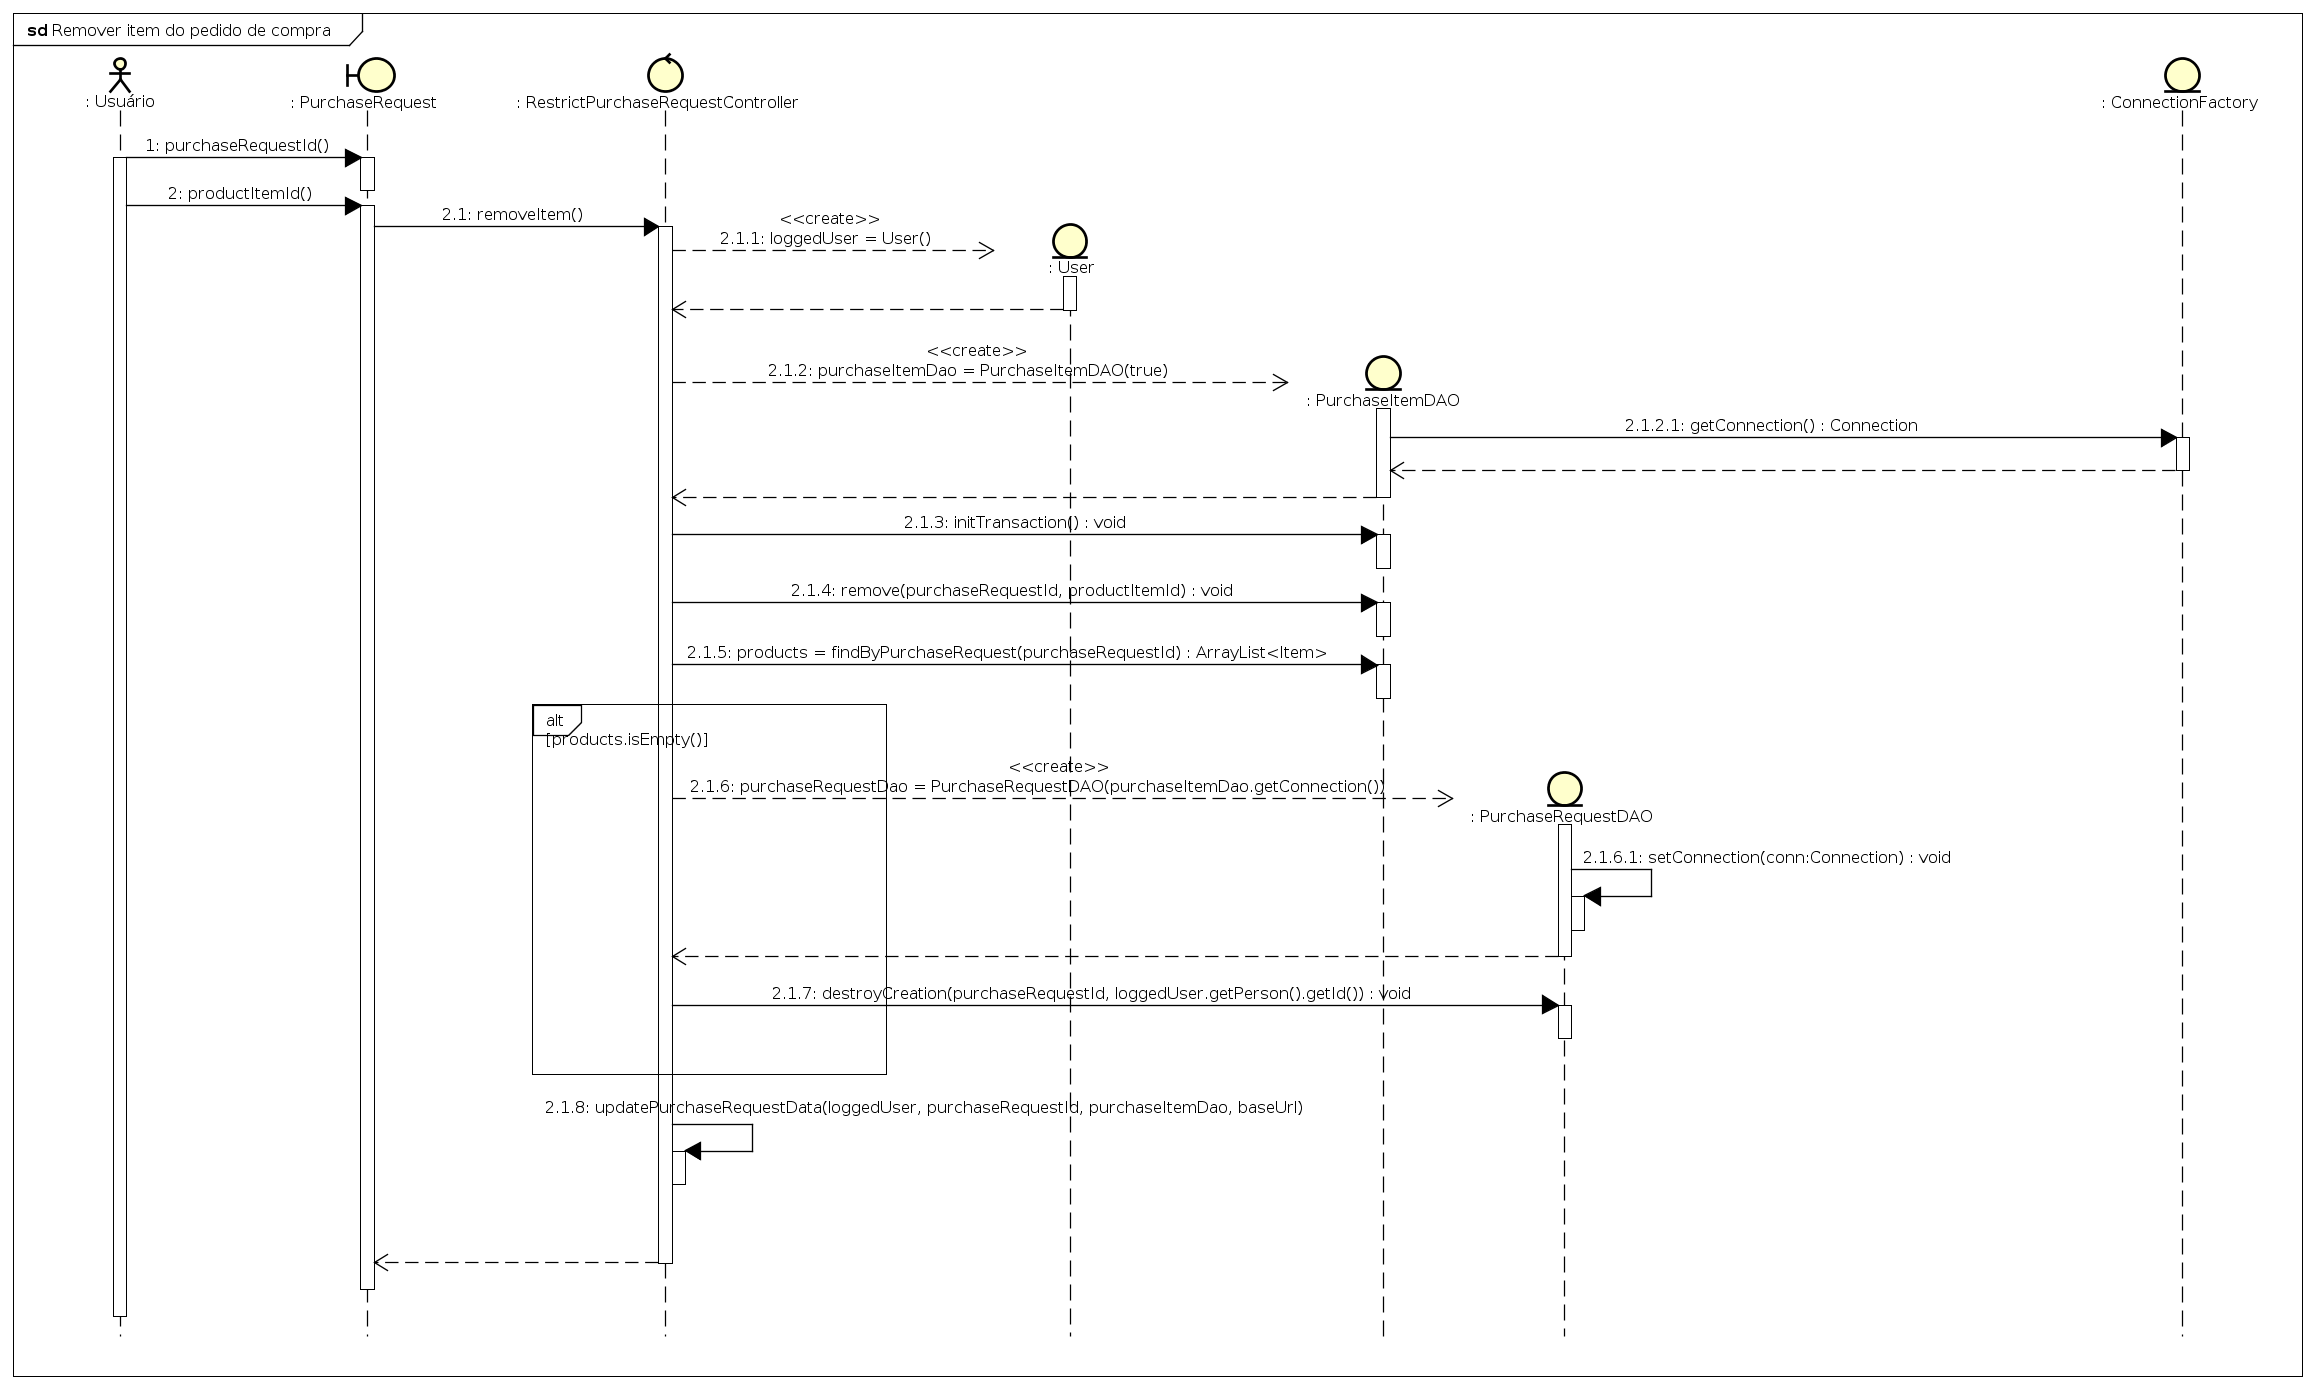 sd Remover item do pedido de compra
: Usuário
: PurchaseRequest
: RestrictPurchaseRequestController
: ConnectionFactory
1: purchaseRequestId()
2: productItemId()
2.1: removeItem()
<<create>>
2.1.1: loggedUser = User()
: User
<<create>>
2.1.2: purchaseItemDao = PurchaseItemDAO(true)
: PurchaseItemDAO
2.1.2.1: getConnection() : Connection
2.1.3: initTransaction() : void
2.1.4: remove(purchaseRequestId, productItemId) : void
2.1.5: products = findByPurchaseRequest(purchaseRequestId) : ArrayList<Item>
alt
[products.isEmpty()]
<<create>>
2.1.6: purchaseRequestDao = PurchaseRequestDAO(purchaseItemDao.getConnection())
: PurchaseRequestDAO
2.1.6.1: setConnection(conn:Connection) : void
2.1.7: destroyCreation(purchaseRequestId, loggedUser.getPerson().getId()) : void
2.1.8: updatePurchaseRequestData(loggedUser, purchaseRequestId, purchaseItemDao, baseUrl)